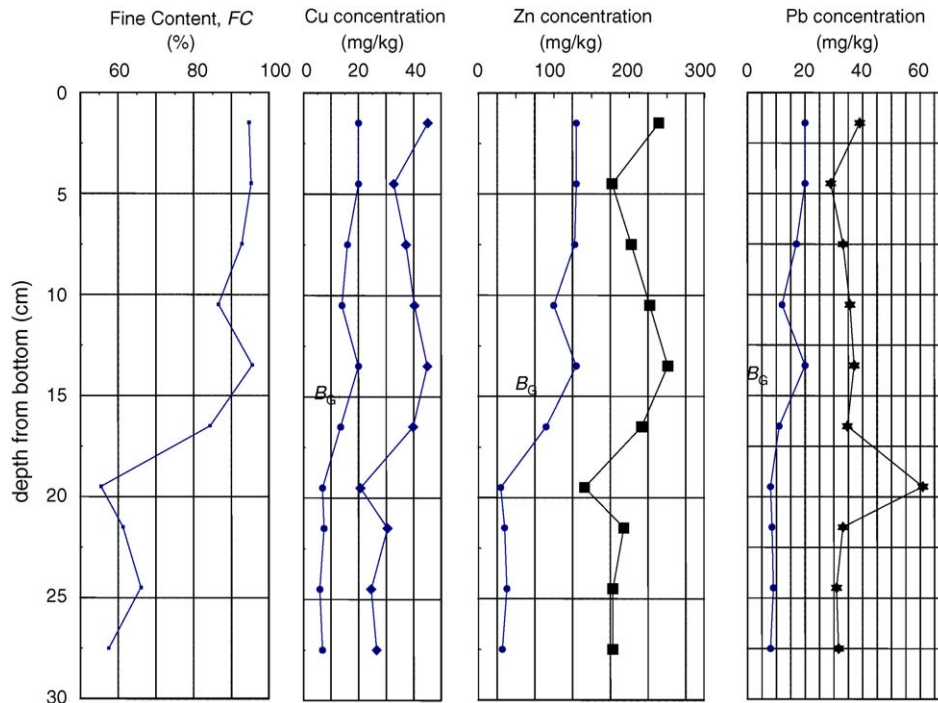 Fine Content, FC
(%)
Cu concentration
(mg/kg)
Zn concentration
(mg/kg)
Pb concentration
(mg/kg)
60 80 100
0 20 40
0 100 200 300
0 20 40 60
0
5
10
15
20
25
30
depth from bottom (cm)
BG
BG
BG